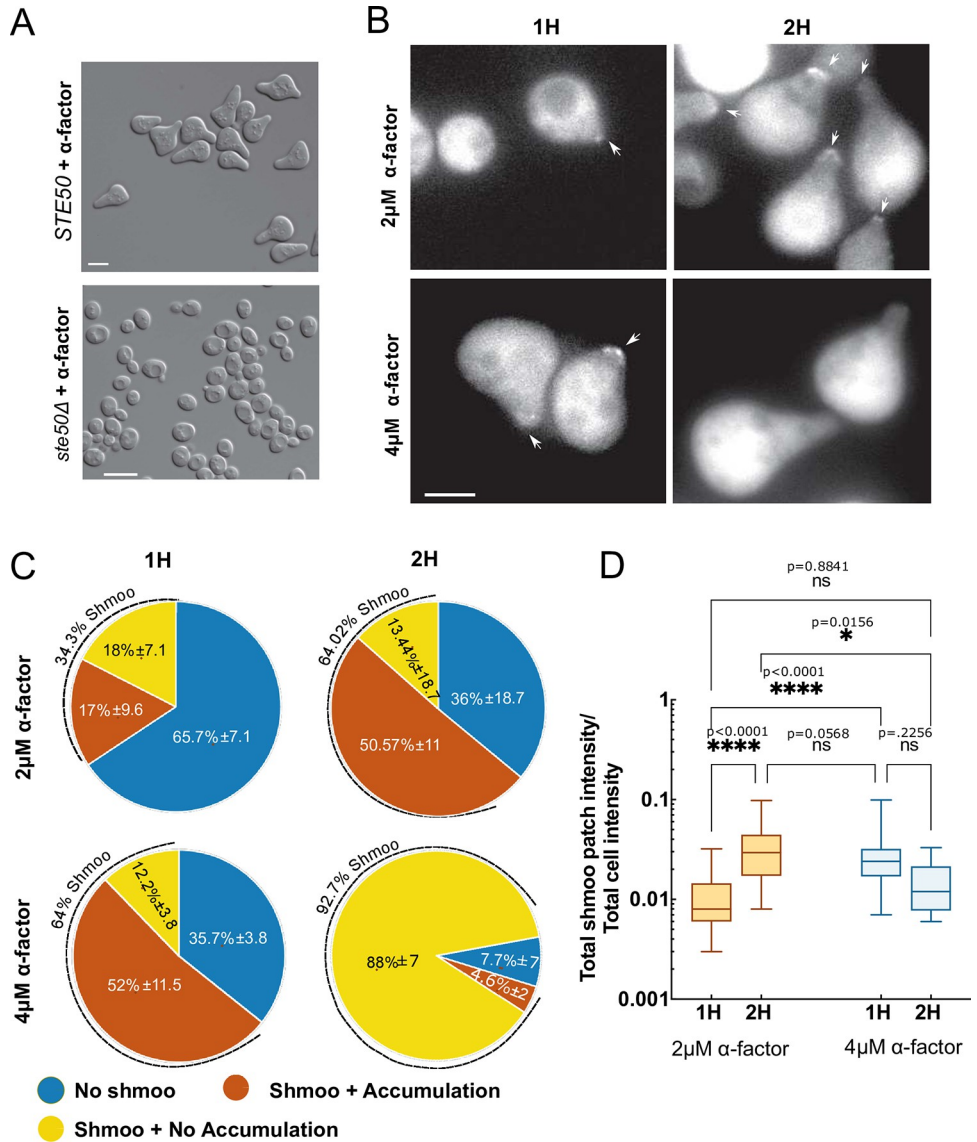 A
STE50 + α-factor
ste50Δ + α-factor
B
1H
2H
2µM α-factor
4µM α-factor
C
1H
2H
2µM α-factor
34.3% Shmoo
18%±7.1
17%±9.6
65.7%±7.1
64.02% Shmoo
13.44%±18.7
36%±18.7
50.57%±11
4µM α-factor
64% Shmoo
12.2%±3.8
35.7%±3.8
52%±11.5
92.7% Shmoo
88%±7
7.7%±7
4.6%±2
No shmoo
Shmoo + Accumulation
Shmoo + No Accumulation
D
p=0.8841
ns
p=0.0156
*
p<0.0001
****
p<0.0001
****
p=0.0568
ns
p=.2256
ns
Total shmoo patch intensity/
Total cell intensity
1
0.1
0.01
0.001
1H
2H
1H
2H
2µM α-factor
4µM α-factor